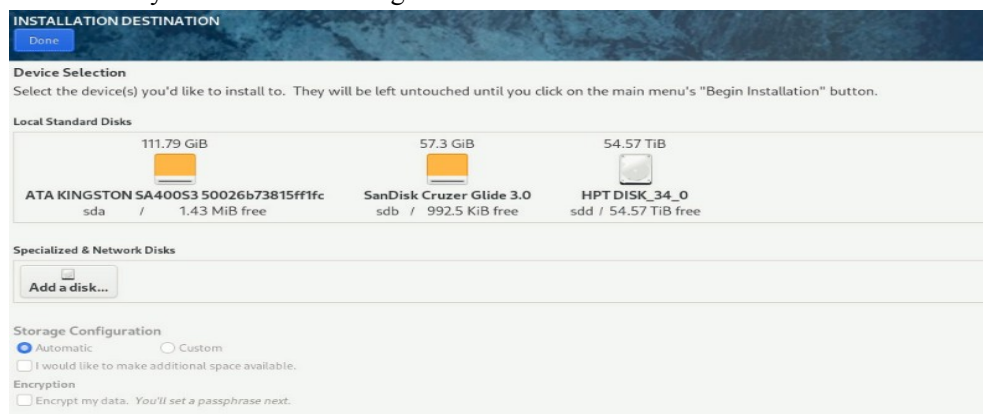 INSTALLATION DESTINATION
Done
Device Selection
Select the device(s) you'd like to install to. They will be left untouched until you click on the main menu's "Begin Installation" button.
Local Standard Disks
111.79 GiB 57.3 GiB 54.57 TiB
ATA KINGSTON SA400S3 50026b73815ff1fc SanDisk Cruzer Glide 3.0 HPT DISK_34_0
sda / 1.43 MiB free sdb / 992.5 KiB free sdd / 54.57 TiB free
Specialized & Network Disks
Add a disk...
Storage Configuration
Automatic Custom
I would like to make additional space available.
Encryption
Encrypt my data. You'll set a passphrase next.